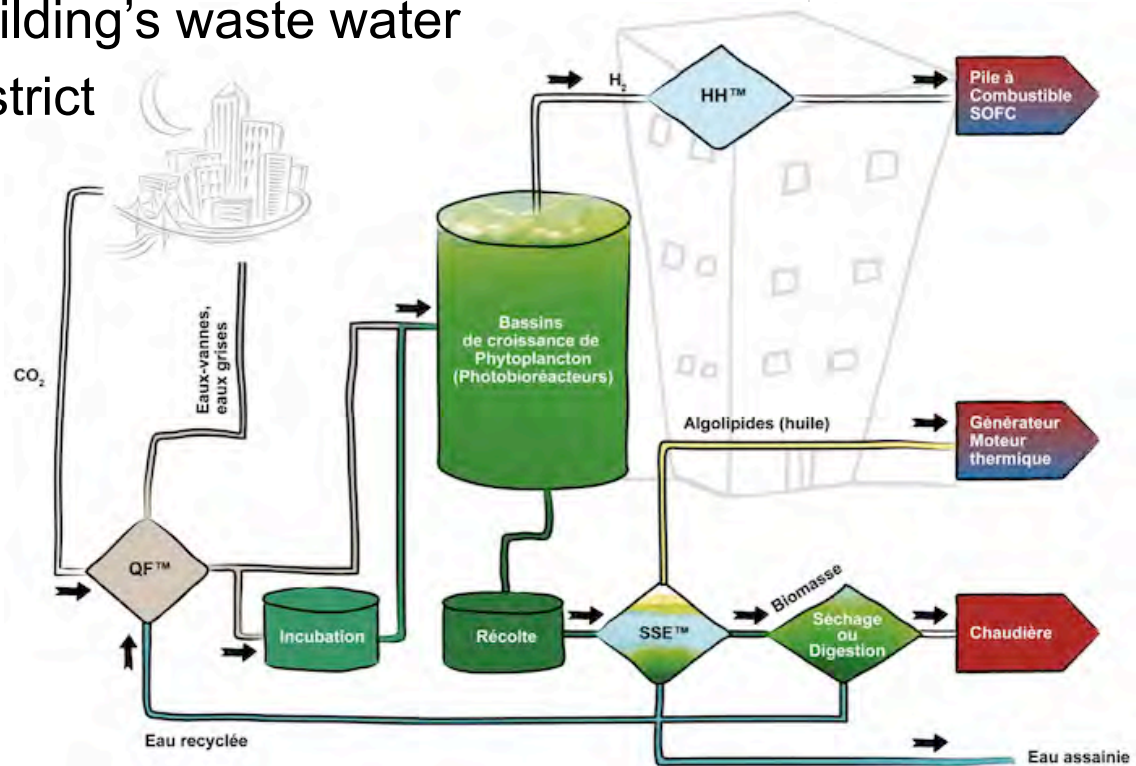 ilding's waste water
strict
H₂
HH™
Pile à
Combustible
SOFC
Eaux-vannes,
eaux grises
CO₂
Bassins
de croissance de
Phytoplancton
(Photobioréacteurs)
Algolipides (huile)
Générateur
Moteur
thermique
QF™
Incubation
Récolte
SSE™
Biomasse
Séchage
ou
Digestion
Chaudière
Eau recyclée
Eau assainie